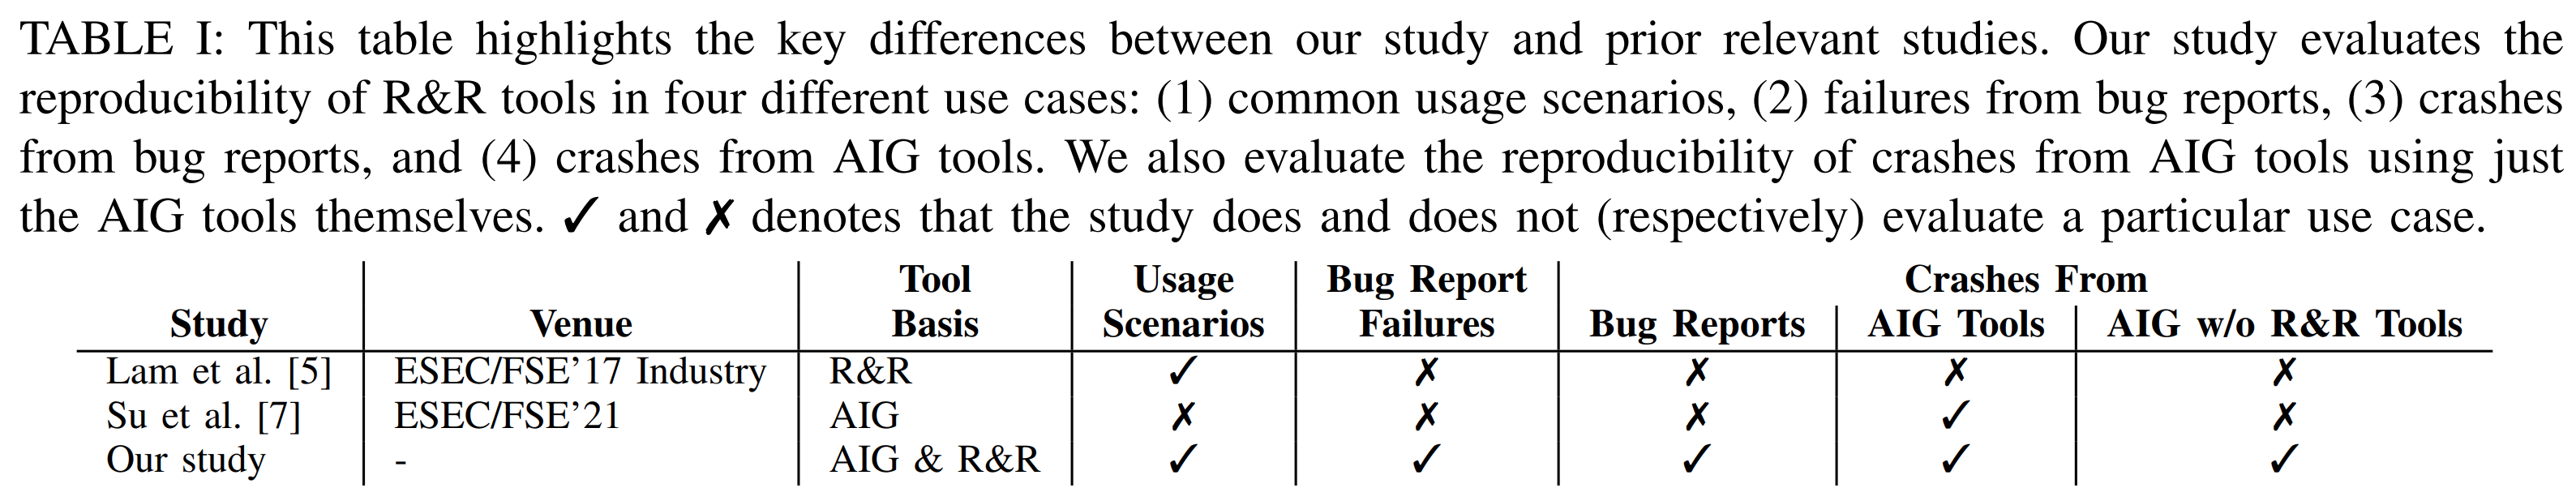 TABLE I: This table highlights the key differences between our study and prior relevant studies. Our study evaluates the
reproducibility of R&R tools in four different use cases: (1) common usage scenarios, (2) failures from bug reports, (3) crashes
from bug reports, and (4) crashes from AIG tools. We also evaluate the reproducibility of crashes from AIG tools using just
the AIG tools themselves. ✓ and ✗ denotes that the study does and does not (respectively) evaluate a particular use case.
Tool Usage Bug Report Crashes From
Study Venue Basis Scenarios Failures Bug Reports AIG Tools AIG w/o R&R Tools
Lam et al. [5] ESEC/FSE’17 Industry R&R ✓ ✗ ✗ ✗ ✗
Su et al. [7] ESEC/FSE’21 AIG ✗ ✗ ✗ ✓ ✗
Our study - AIG & R&R ✓ ✓ ✓ ✓ ✓